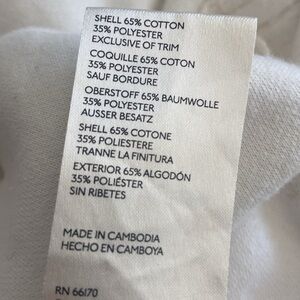 SHELL 65% COTTON
35% POLYESTER
EXCLUSIVE OF TRIM
COQUILLE 65% COTON
35% POLYESTER
SAUF BORDURE
OBERSTOFF 65% BAUMWOLLE
35% POLYESTER
AUSSER BESATZ
SHELL 65% COTONE
35% POLIESTERE
TRANNE LA FINITURA
EXTERIOR 65% ALGODÓN
35% POLIÉSTER
SIN RIBETES
MADE IN CAMBODIA
HECHO EN CAMBOYA
RN 66170